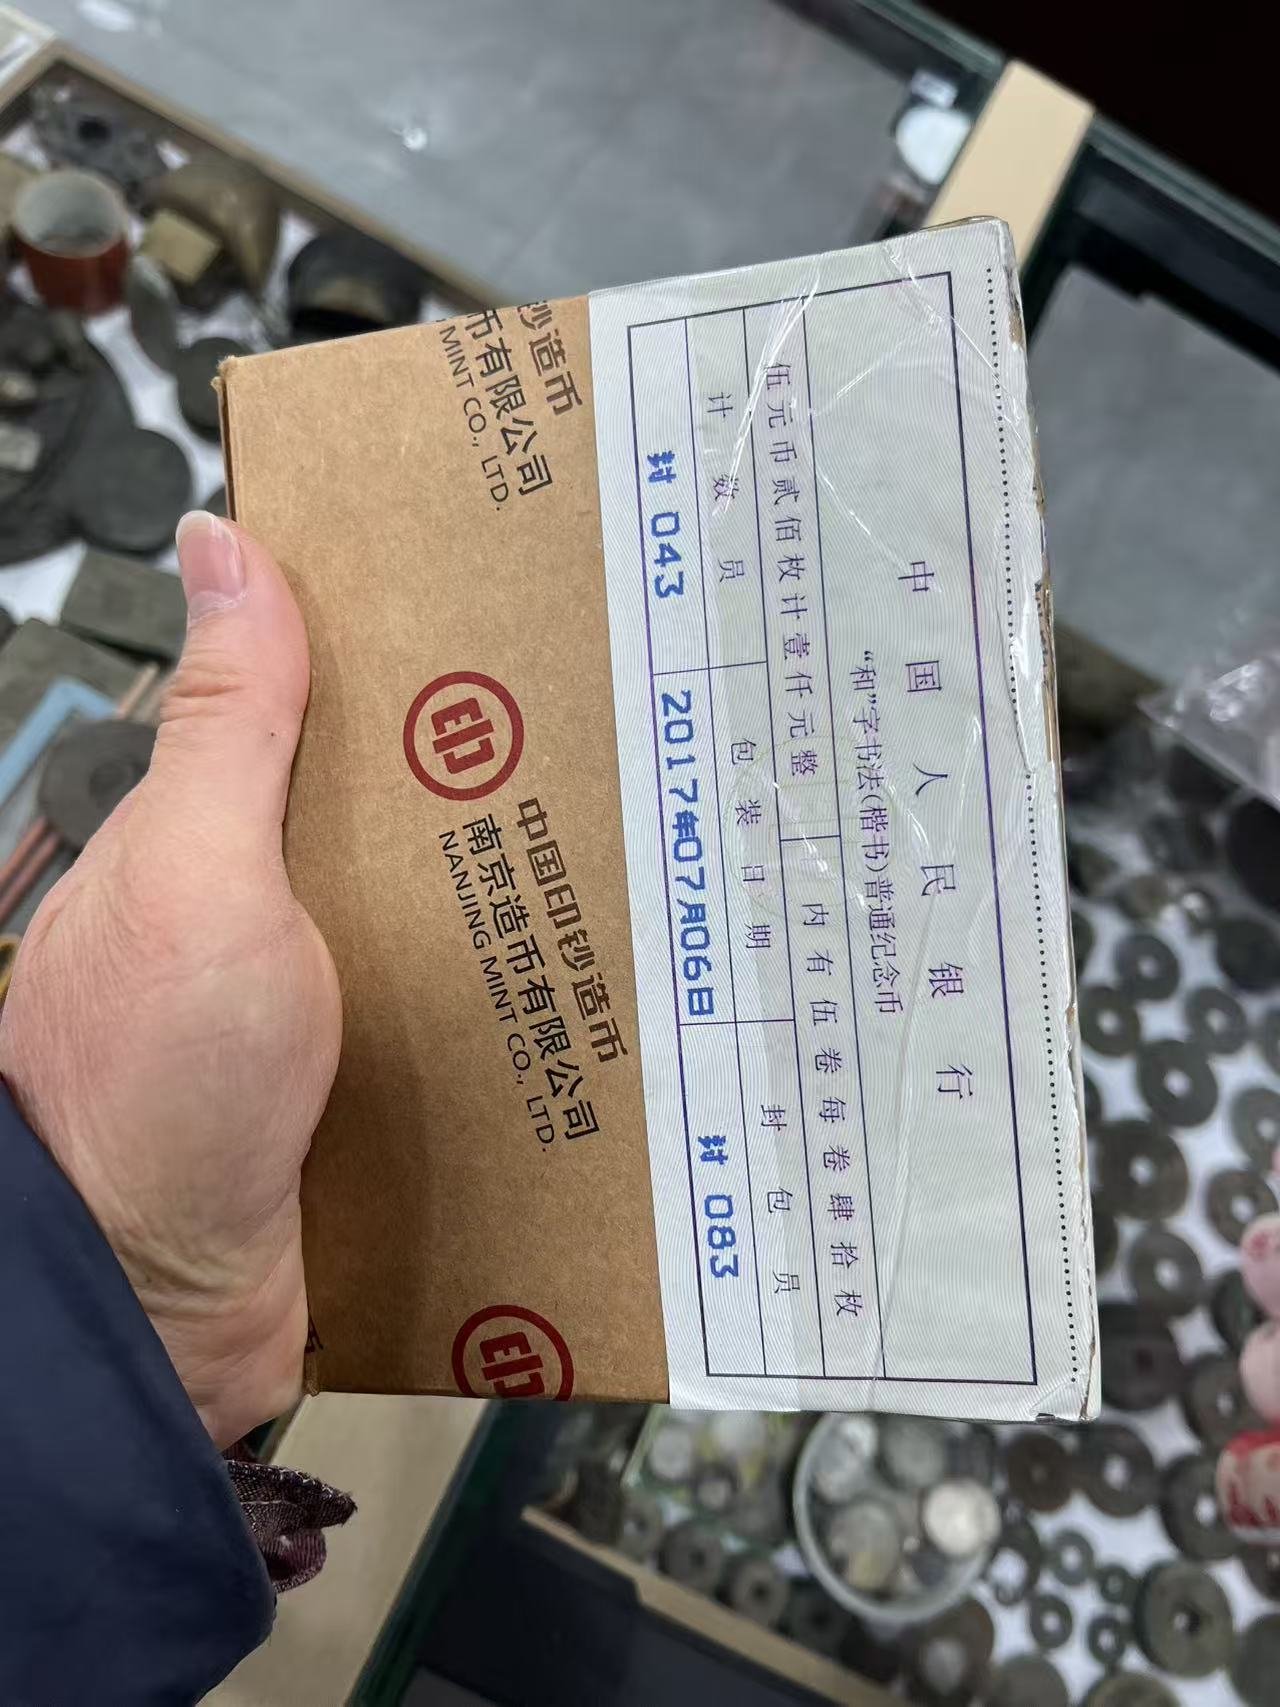 中国人民银行
“和”字书法(楷书)普通纪念币
伍元币贰佰枚计壹仟元整 内有伍卷每卷肆拾枚
计数员 包装日期 封包员
封 043 2017年07月06日 封 083
钞造币
币有限公司
MINT CO., LTD.
中国印钞造币
南京造币有限公司
NANJING MINT CO., LTD.